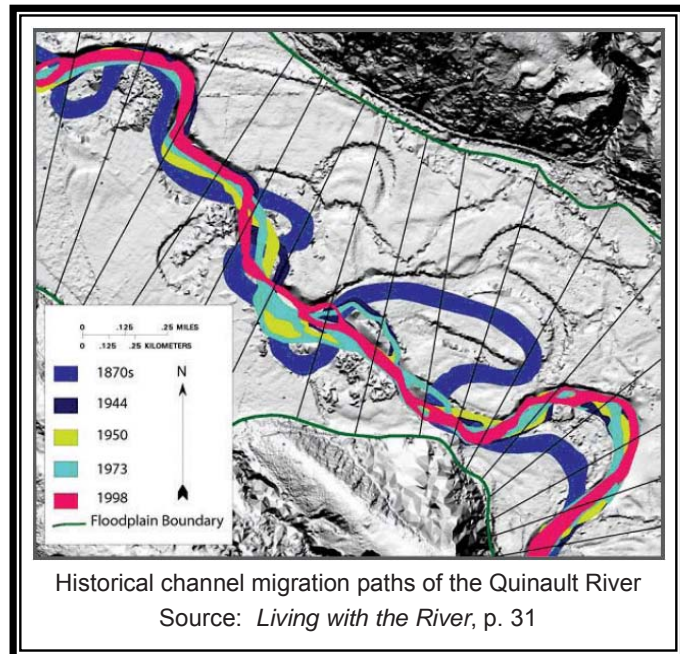 0 .125 .25 MILES
0 .125 .25 KILOMETERS
1870s
N
1944
1950
1973
1998
Floodplain Boundary
Historical channel migration paths of the Quinault River
Source: Living with the River, p. 31